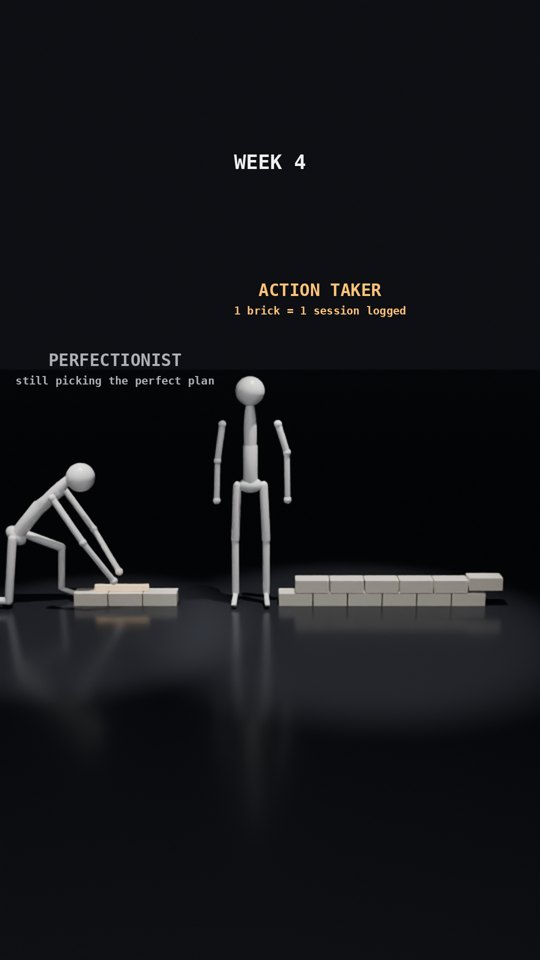 WEEK 4
ACTION TAKER
1 brick = 1 session logged
PERFECTIONIST
still picking the perfect plan